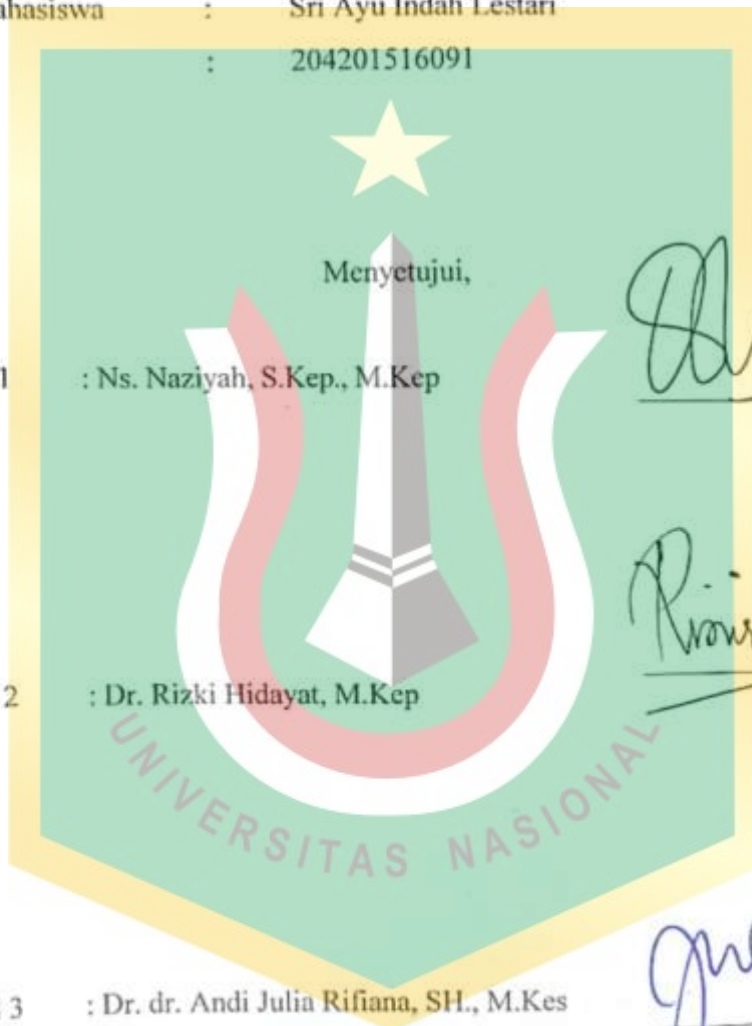 ahasiswa : Sri Ayu Indah Lestari
: 204201516091
Menyetujui,
1 : Ns. Naziyah, S.Kep., M.Kep
2 : Dr. Rizki Hidayat, M.Kep
UNIVERSITAS NASIONAL
3 : Dr. dr. Andi Julia Rifiana, SH., M.Kes